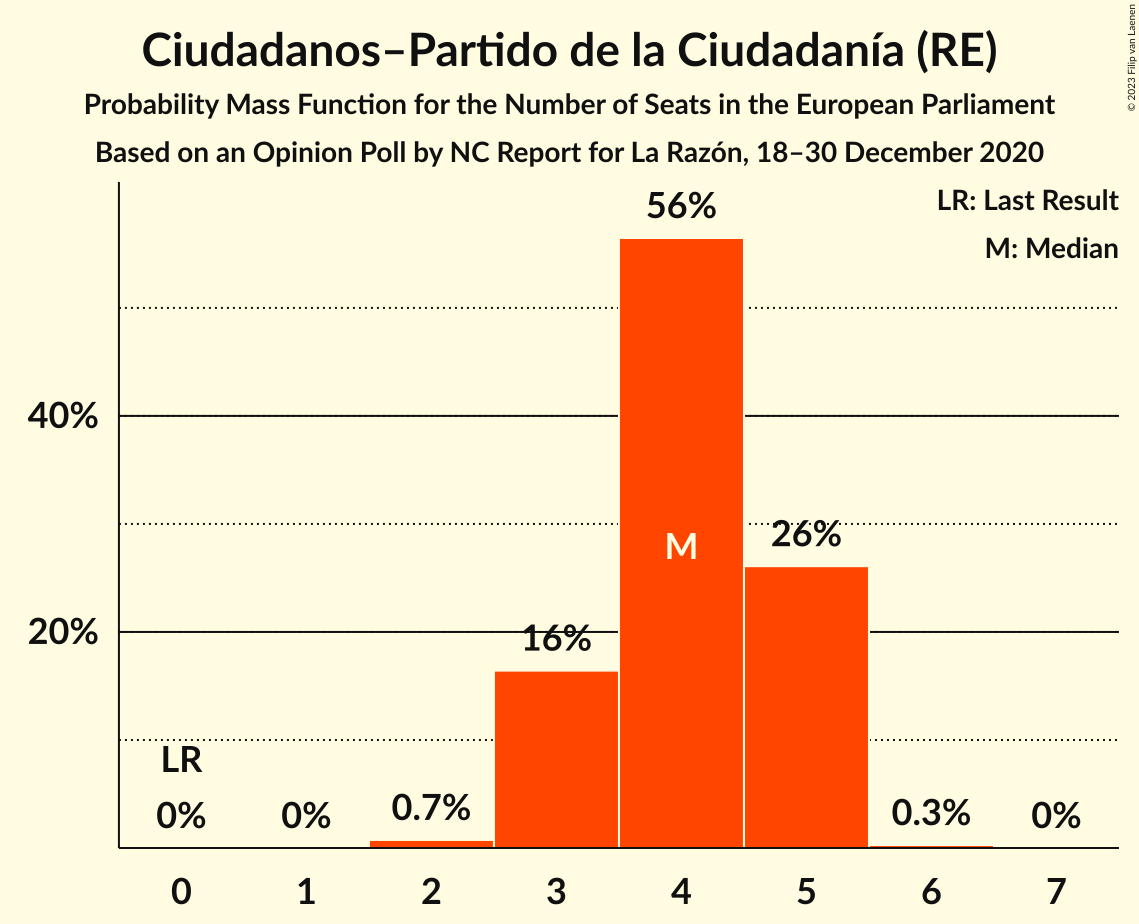 Ciudadanos–Partido de la Ciudadanía (RE)
Probability Mass Function for the Number of Seats in the European Parliament
Based on an Opinion Poll by NC Report for La Razón, 18–30 December 2020
© 2023 Filip van Laenen
LR: Last Result
M: Median
56%
40%
M
26%
20%
16%
LR
0%
0%
0.7%
0.3%
0%
0 1 2 3 4 5 6 7